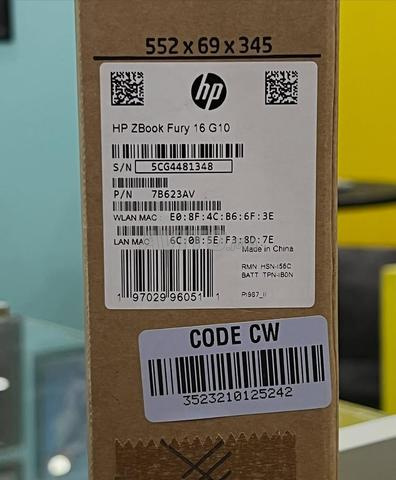 552 x 69 x 345
hp
HP ZBook Fury 16 G10
S/N 5CG4481348
P/N 7B623AV
WLAN MAC E0:8F:4C:B6:6F:3E
LAN MAC 6C:0B:5E:F3:8D:7E
Made in China
RMN HSN-I56C
BATT TPN-IB0N
1 97029 96051 1
CODE CW
3523210125242